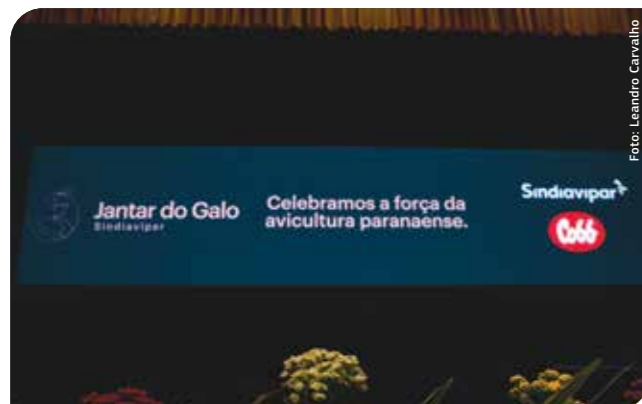 Jantar do Galo
Sindiavipar
Celebramos a força da
avicultura paranaense.
Sindiavipar
Cobb
Foto: Leandro Carvalho